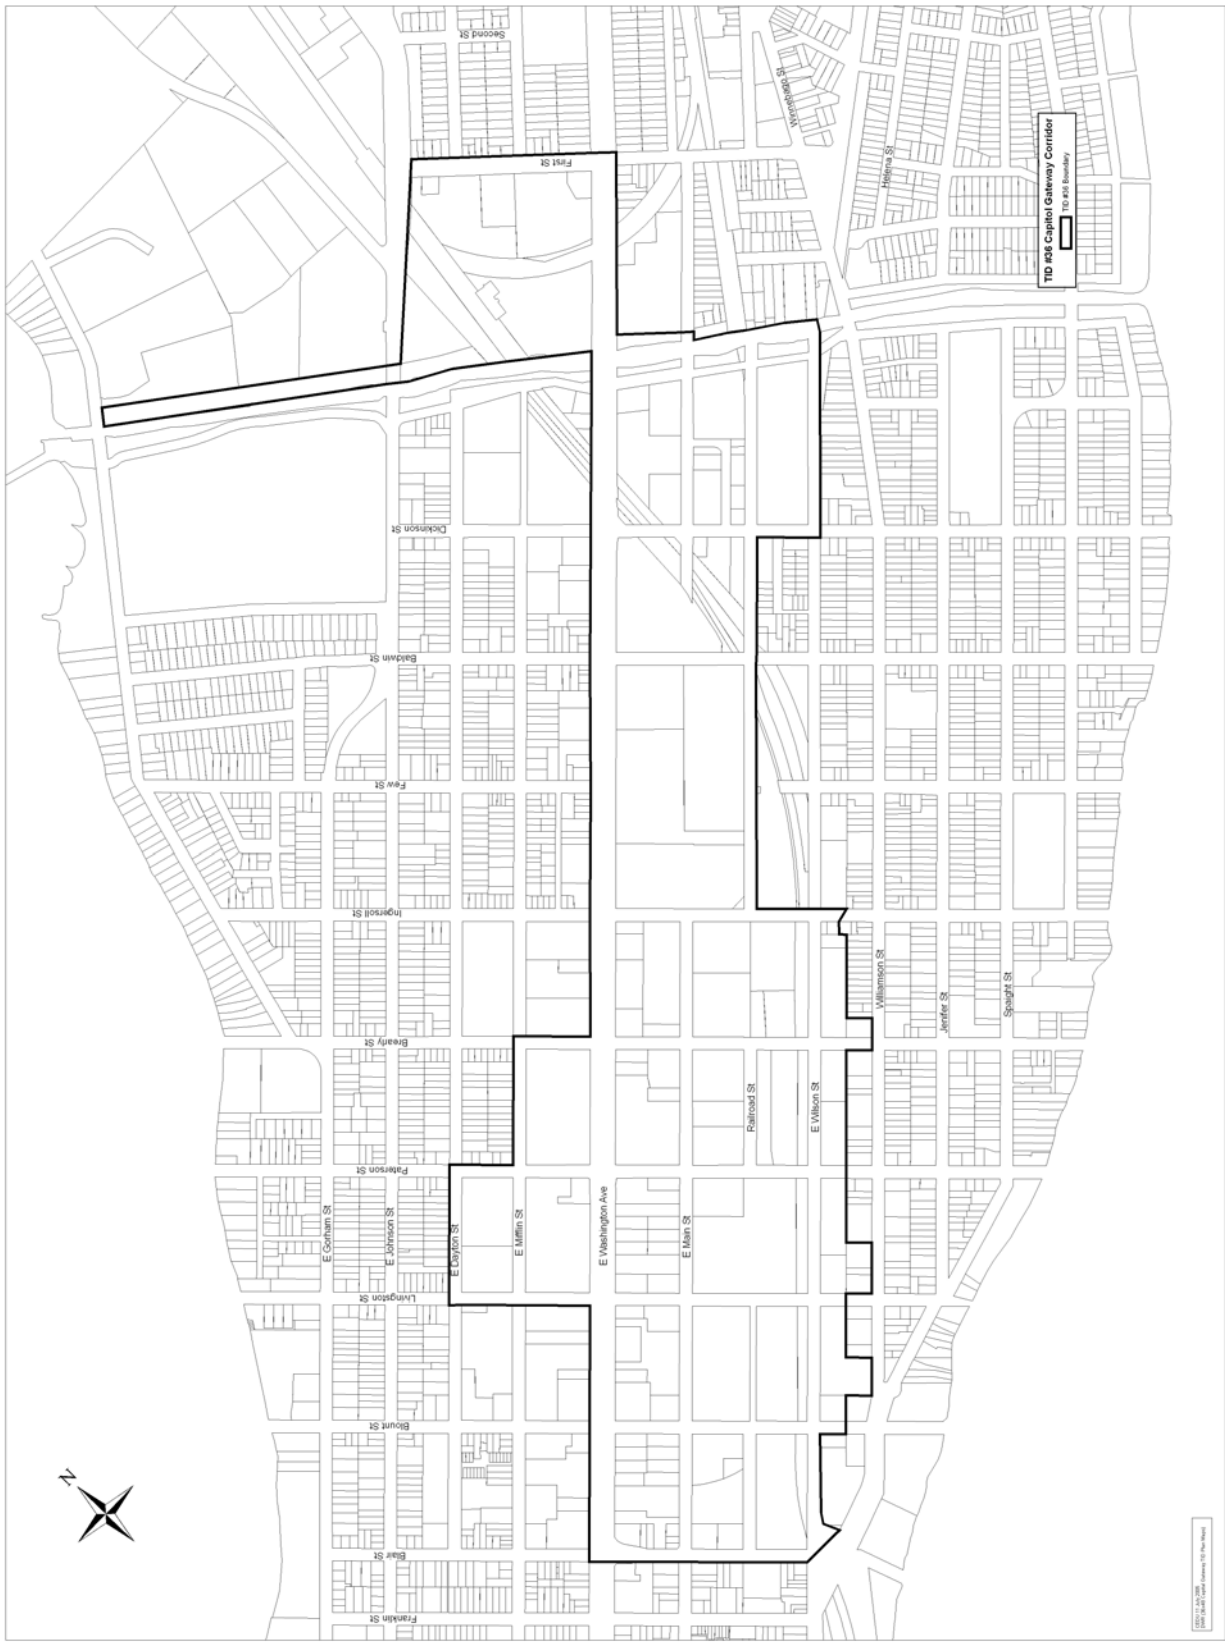 Second St
Winnebago St
TID #36 Capitol Gateway Corridor
TID #36 Boundary
First St
Helena St
Dickinson St
Baldwin St
Few St
Ingersoll St
Williamson St
Jenifer St
Spaight St
Brearly St
Railroad St
E Wilson St
Paterson St
E Gorham St
E Johnson St
E Dayton St
E Mifflin St
E Washington Ave
E Main St
Livingston St
Blount St
N
Blair St
Franklin St